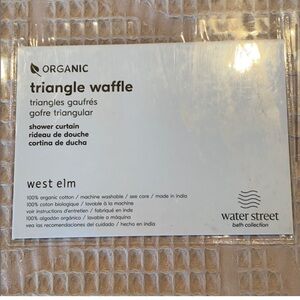 ORGANIC
triangle waffle
triangles gaufrés
gofre triangular
shower curtain
rideau de douche
cortina de ducha
west elm
100% organic cotton / machine washable / see care / made in india
100% coton biologique / lavable à la machine
voir instructions d'entretien / fabriqué en inde
100% algodón orgánico / lavable a máquina
vea las recomendaciones del cuidado / hecho en india
water street
bath collection